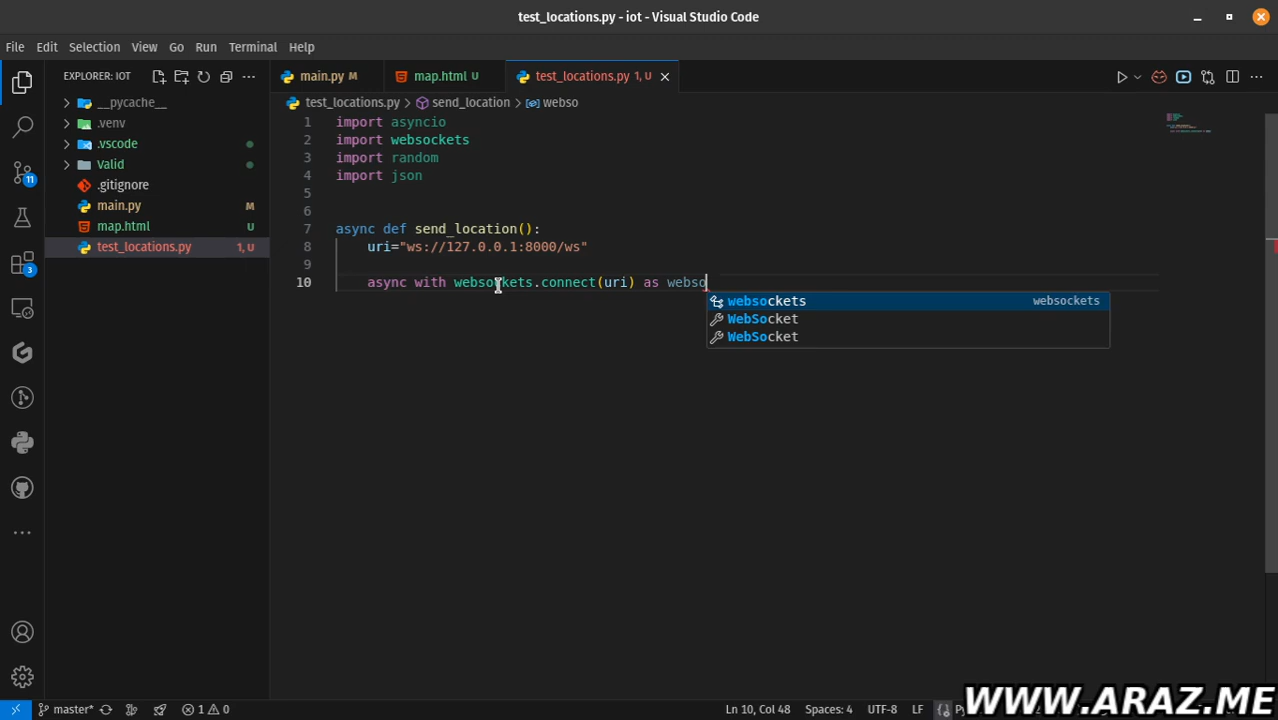 test_locations.py - iot - Visual Studio Code
File Edit Selection View Go Run Terminal Help
EXPLORER: IOT
main.py M
map.html U
test_locations.py 1, U
test_locations.py > send_location > webso
__pycache__
.venv
.vscode
Valid
.gitignore
main.py M
map.html U
test_locations.py 1, U
11
3
1 import asyncio
2 import websockets
3 import random
4 import json
5
6
7 async def send_location():
8 uri="ws://127.0.0.1:8000/ws"
9
10 async with websockets.connect(uri) as webso
websockets websockets
WebSocket
WebSocket
master* 1 0 Ln 10, Col 48 Spaces: 4 UTF-8 LF
WWW.ARAZ.ME